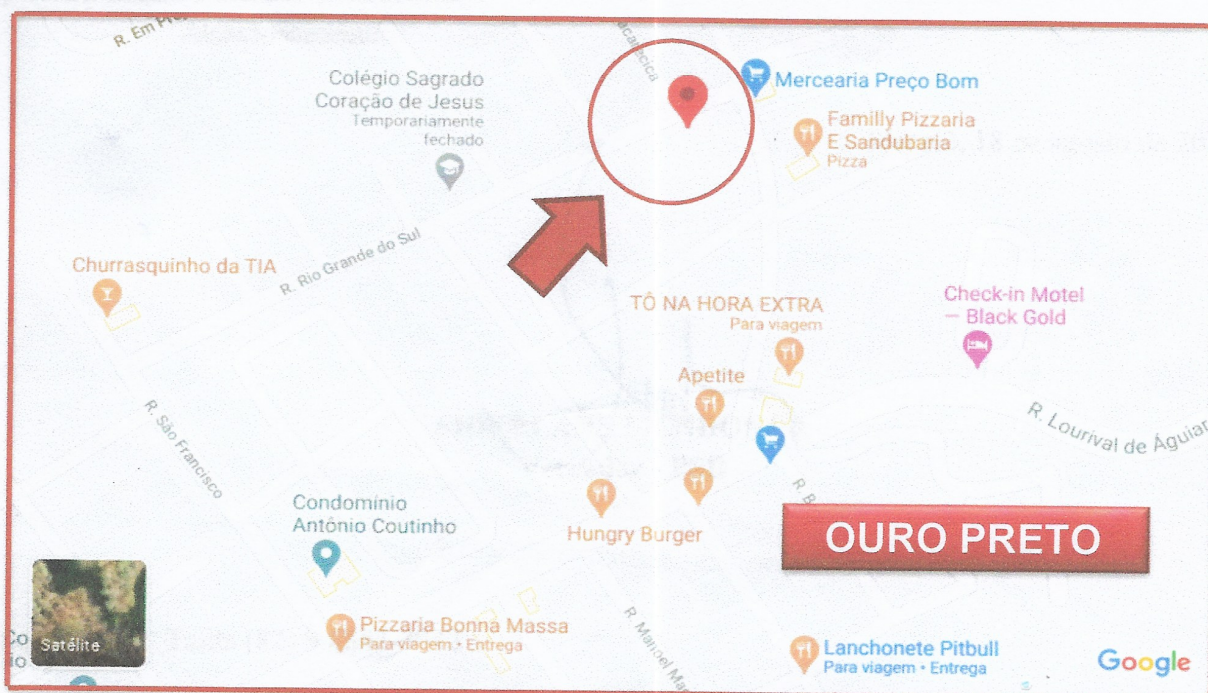 R. Em
Colégio Sagrado
Coração de Jesus
Temporariamente
fechado
Mercearia Preço Bom
Familly Pizzaria
E Sandubaria
Pizza
R. Rio Grande do Sul
Churrasquinho da TIA
TÔ NA HORA EXTRA
Para viagem
Check-in Motel
— Black Gold
Apetite
R. Lourival de Aguiar
R. São Francisco
Condomínio
Antônio Coutinho
Hungry Burger
OURO PRETO
Pizzaria Bonna Massa
Para viagem • Entrega
R. Manoel
Lanchonete Pitbull
Para viagem • Entrega
Satélite
Google